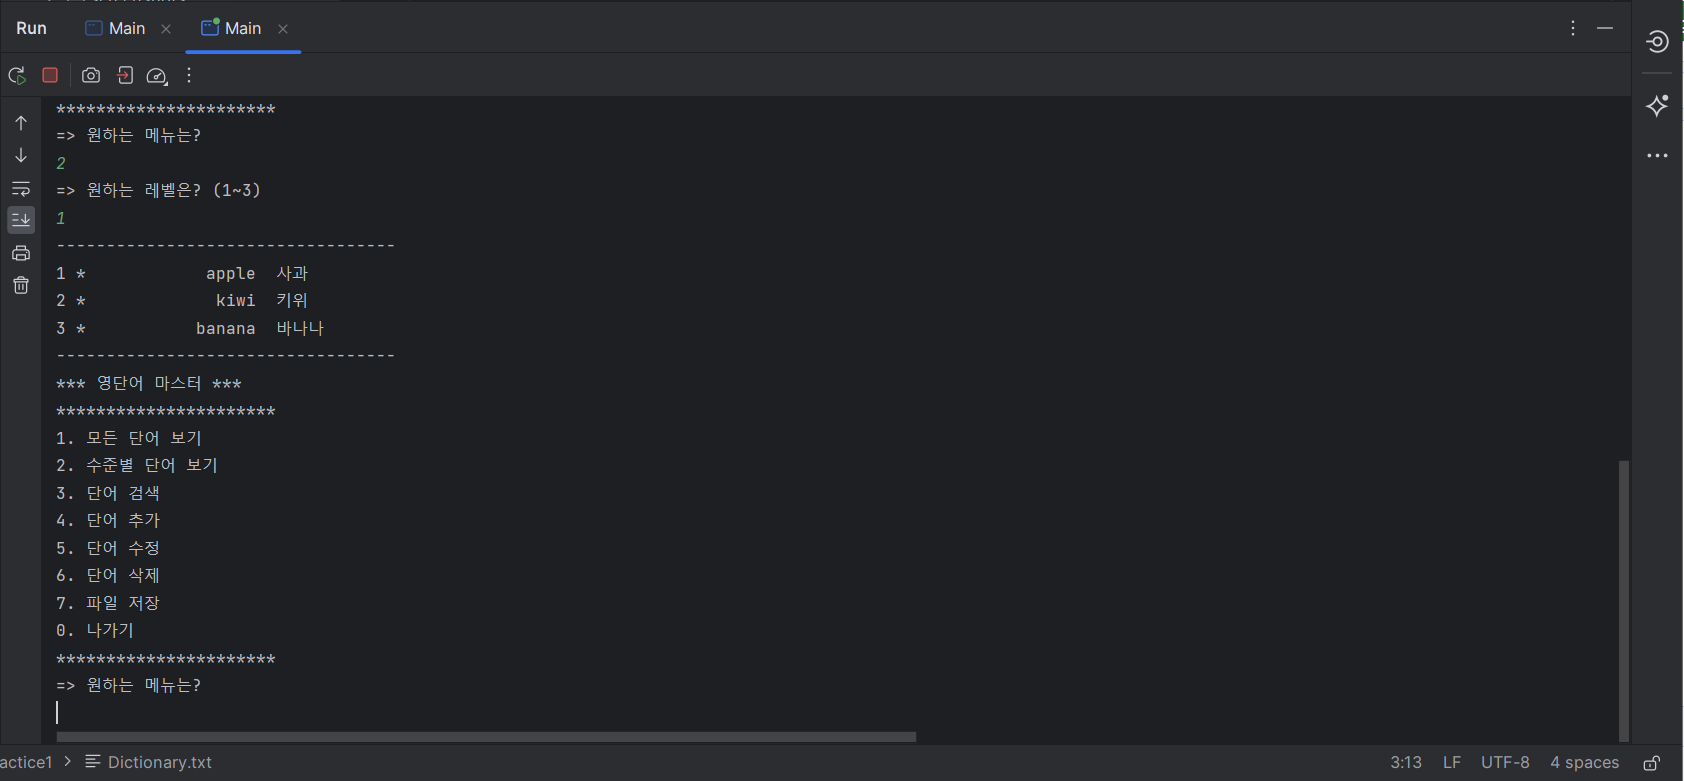 Run Main Main
**********************
=> 원하는 메뉴는?
2
=> 원하는 레벨은? (1~3)
1
----------------------------------
1 *            apple  사과
2 *             kiwi  키위
3 *           banana  바나나
----------------------------------
*** 영단어 마스터 ***
**********************
1. 모든 단어 보기
2. 수준별 단어 보기
3. 단어 검색
4. 단어 추가
5. 단어 수정
6. 단어 삭제
7. 파일 저장
0. 나가기
**********************
=> 원하는 메뉴는?
actice1 > Dictionary.txt 3:13 LF UTF-8 4 spaces